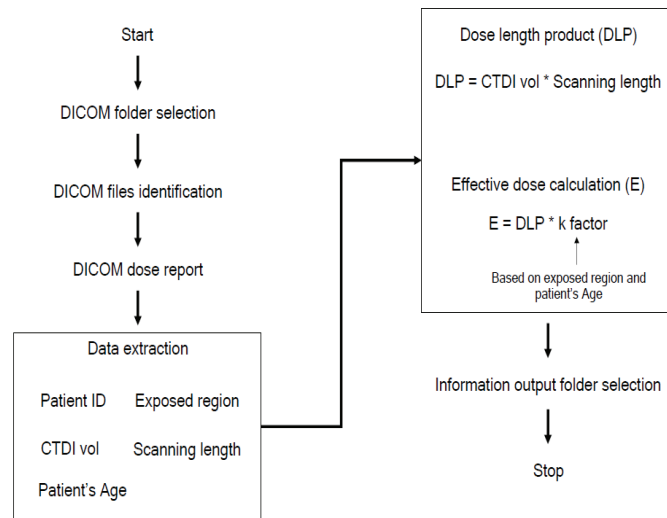 Start
DICOM folder selection
DICOM files identification
DICOM dose report
Data extraction
Patient ID Exposed region
CTDI vol Scanning length
Patient's Age
Dose length product (DLP)
DLP = CTDI vol * Scanning length
Effective dose calculation (E)
E = DLP * k factor
Based on exposed region and
patient's Age
Information output folder selection
Stop